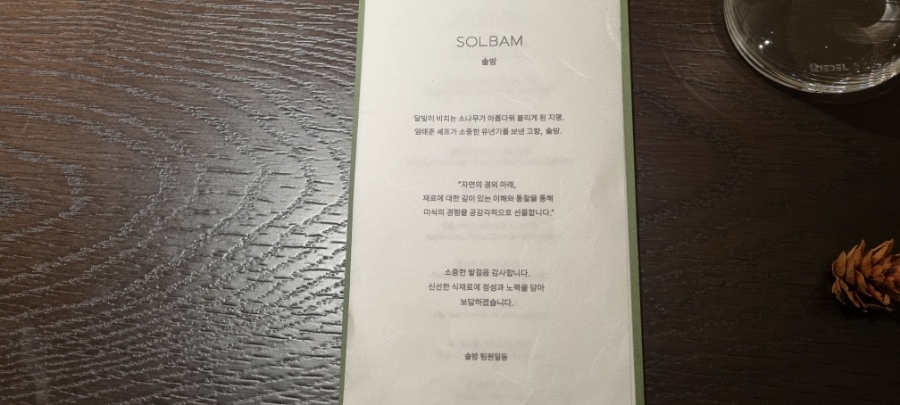 SOLBAM
솔밤
달빛이 비치는 소나무가 아름다워 불리게 된 지명.
엄태준 셰프가 소중한 유년기를 보낸 고향, 솔밤.
"자연의 경의 아래,
재료에 대한 깊이 있는 이해와 통찰을 통해
미식의 경험을 공감각적으로 선물합니다."
소중한 발걸음 감사합니다.
신선한 식재료에 정성과 노력을 담아
보답하겠습니다.
솔밤 팀원일동